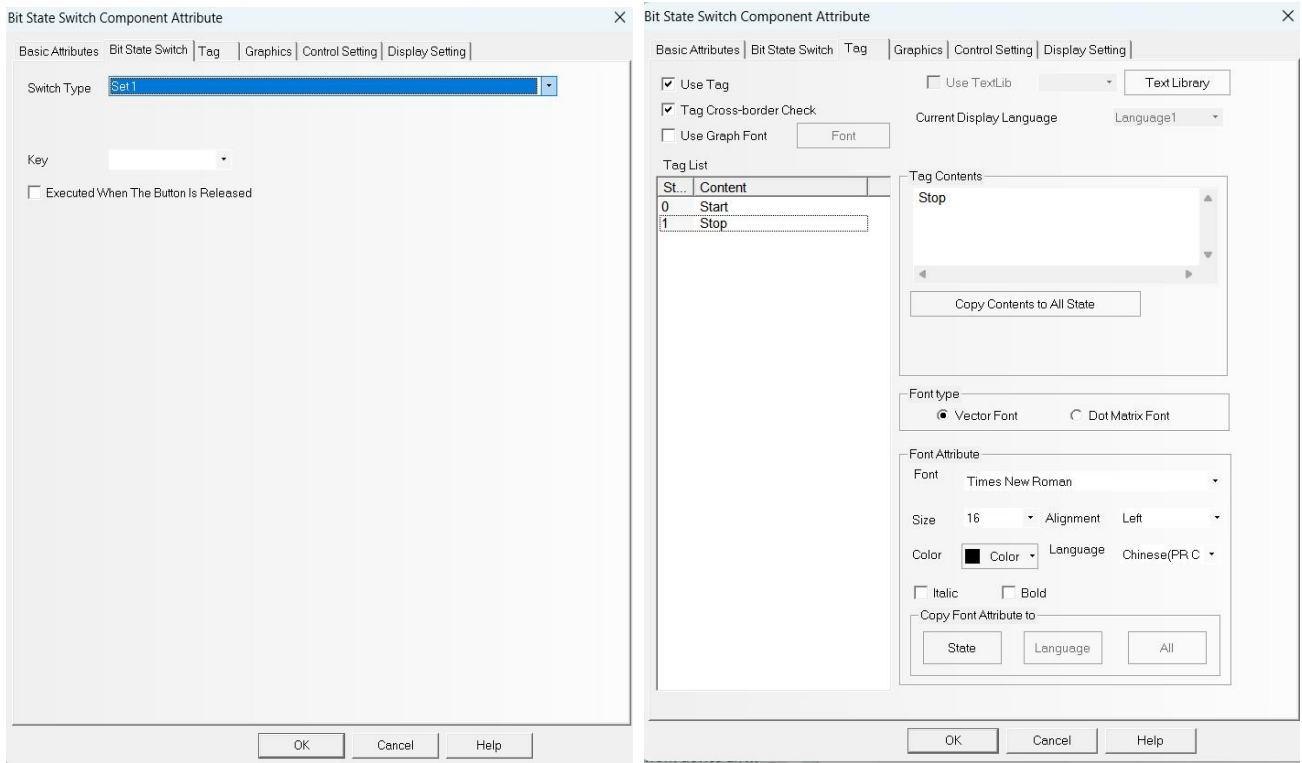 Bit State Switch Component Attribute
Basic Attributes Bit State Switch Tag Graphics Control Setting Display Setting
Switch Type Set1
Key
Executed When The Button Is Released
OK Cancel Help
Bit State Switch Component Attribute
Basic Attributes Bit State Switch Tag Graphics Control Setting Display Setting
Use Tag
Use TextLib Text Library
Tag Cross-border Check
Current Display Language Language1
Use Graph Font Font
Tag List
St... Content
0 Start
1 Stop
Tag Contents
Stop
Copy Contents to All State
Font type
Vector Font Dot Matrix Font
Font Attribute
Font Times New Roman
Size 16 Alignment Left
Color Color Language Chinese(PR C
Italic Bold
Copy Font Attribute to
State Language All
OK Cancel Help